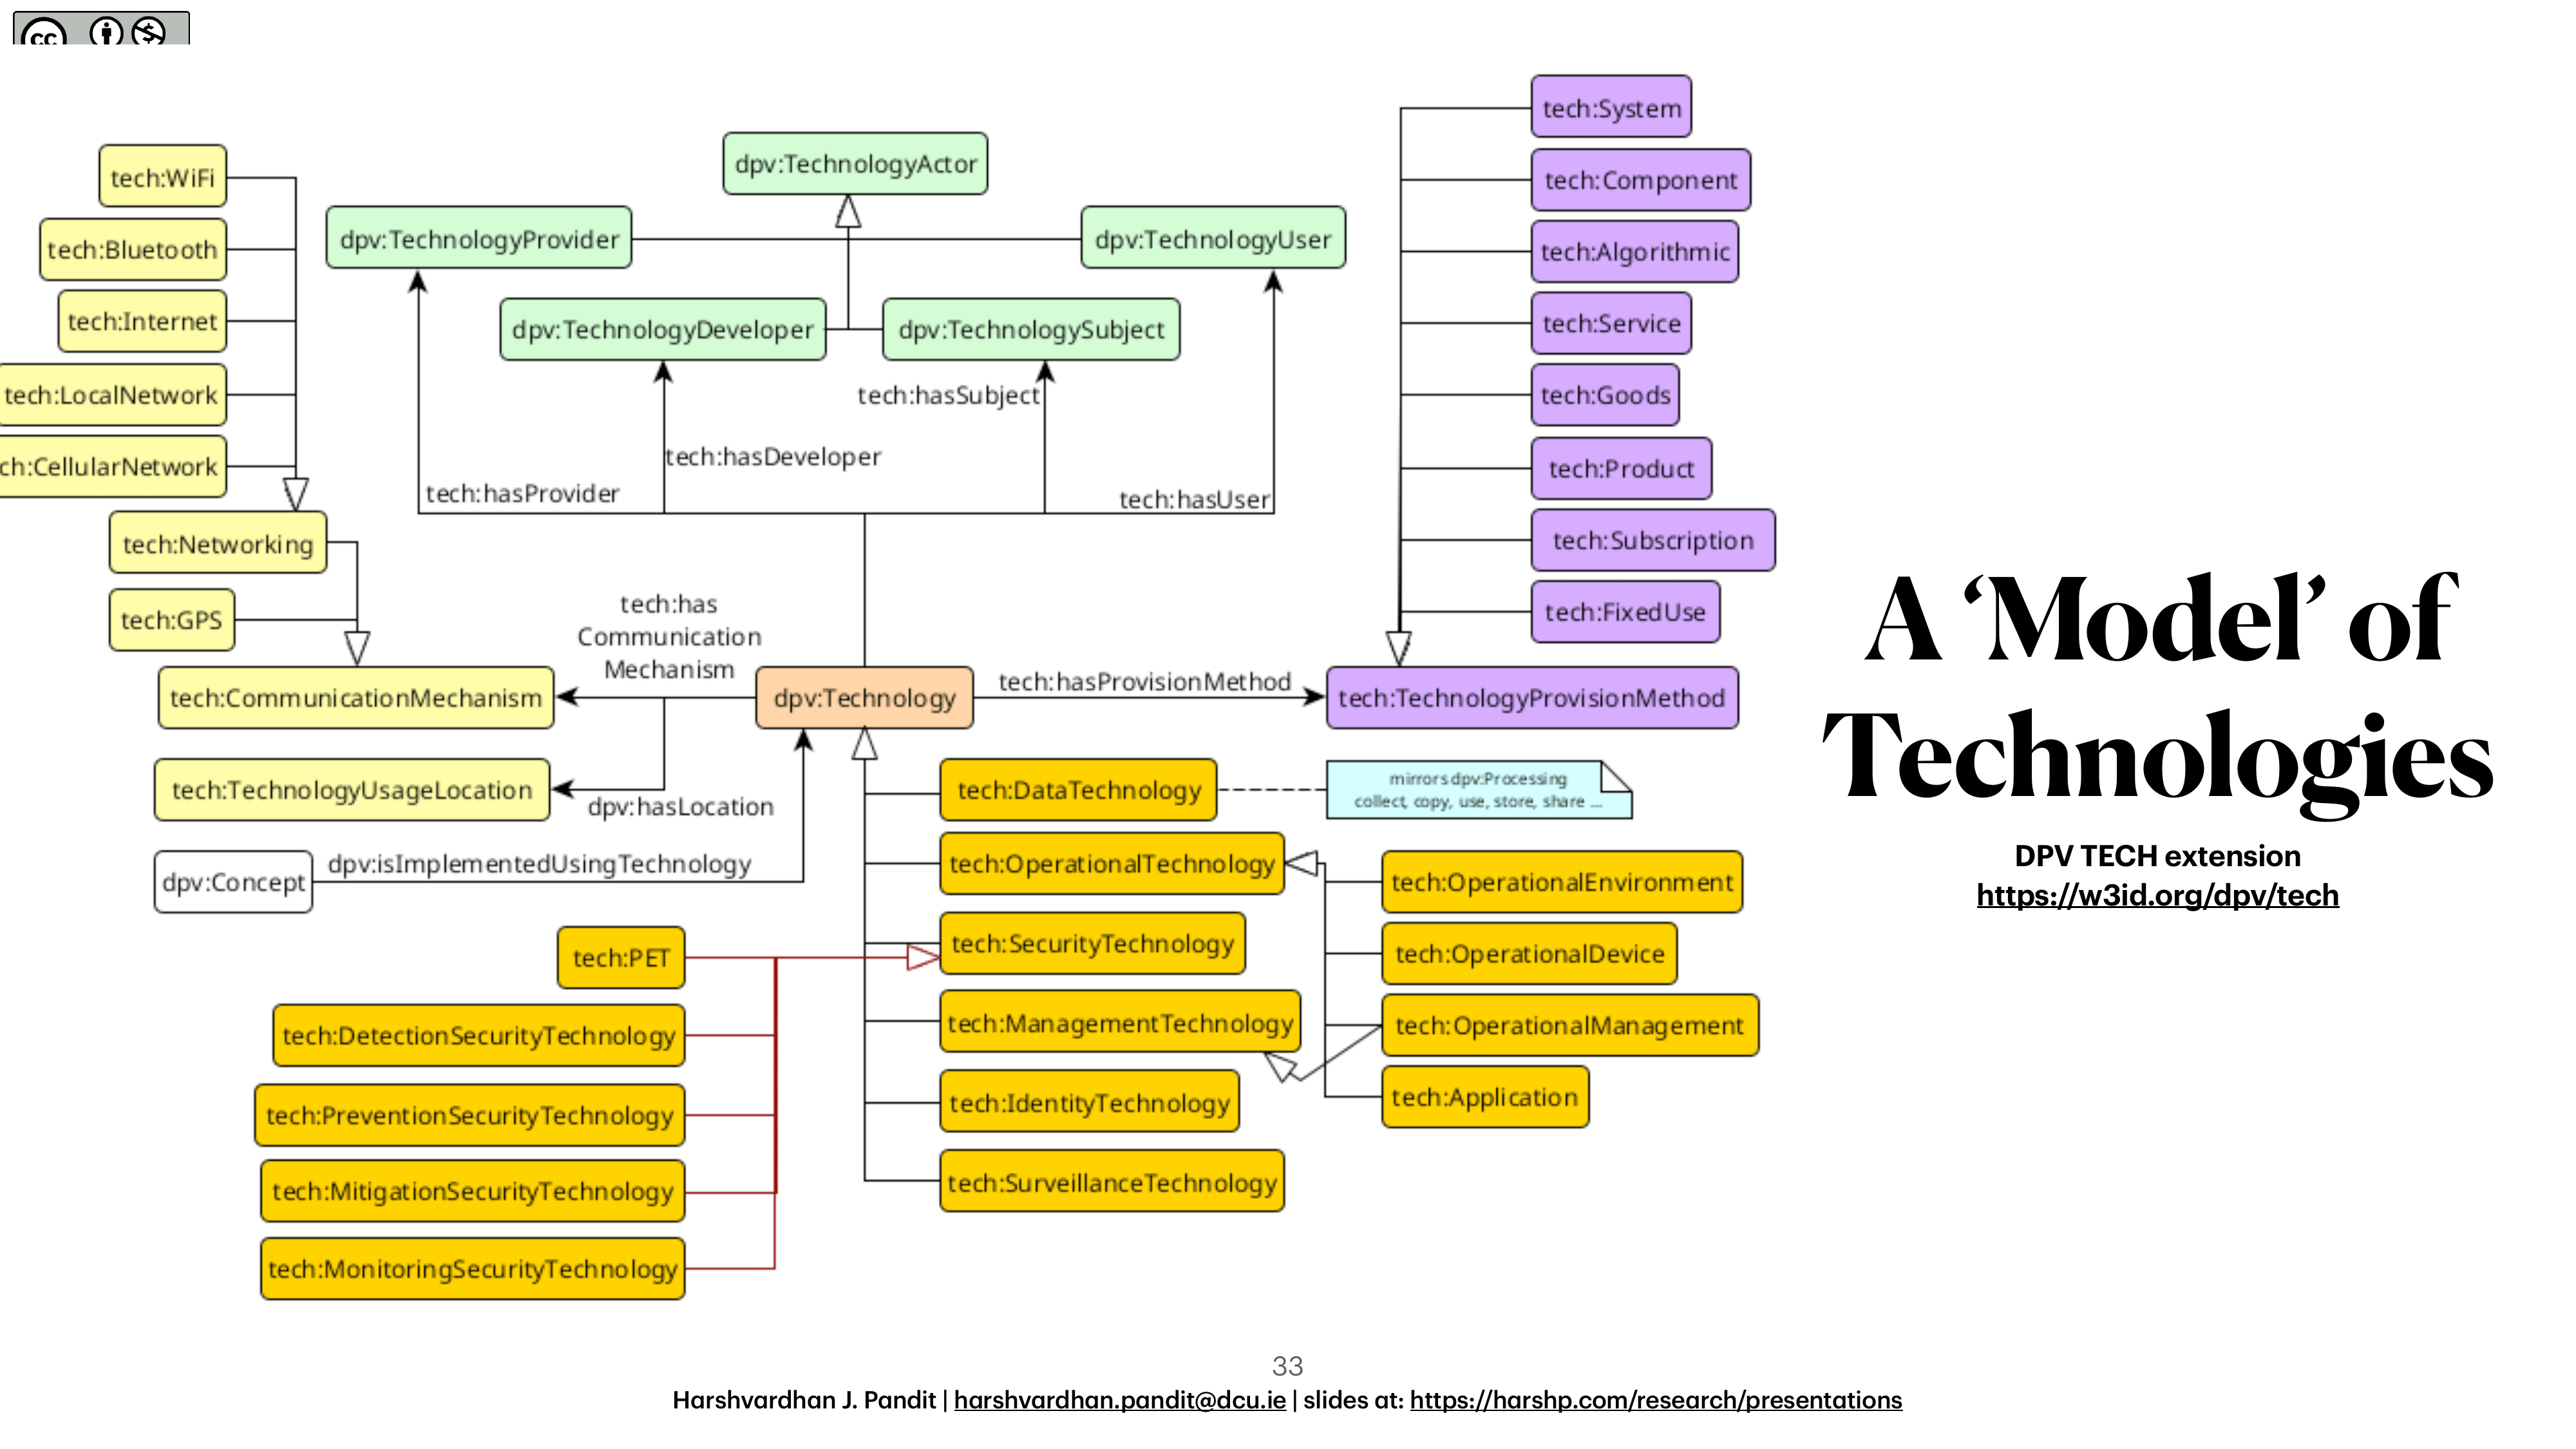 cc
tech:System
dpv:TechnologyActor
tech:WiFi
tech:Component
dpv:TechnologyProvider
dpv:TechnologyUser
tech:Bluetooth
tech:Algorithmic
tech:Internet
dpv:TechnologyDeveloper
dpv:TechnologySubject
tech:Service
tech:LocalNetwork
tech:hasSubject
tech:Goods
tech:hasDeveloper
ch:CellularNetwork
tech:Product
tech:hasProvider
tech:hasUser
tech:Networking
tech:Subscription
tech:GPS
tech:has
Communication
Mechanism
tech:FixedUse
A ‘Model’ of
Technologies
tech:CommunicationMechanism
dpv:Technology
tech:hasProvisionMethod
tech:TechnologyProvisionMethod
tech:TechnologyUsageLocation
dpv:hasLocation
tech:DataTechnology
mirrors dpv:Processing
collect, copy, use, store, share ...
DPV TECH extension
https://w3id.org/dpv/tech
dpv:Concept
dpv:isImplementedUsingTechnology
tech:OperationalTechnology
tech:OperationalEnvironment
tech:PET
tech:SecurityTechnology
tech:OperationalDevice
tech:DetectionSecurityTechnology
tech:ManagementTechnology
tech:OperationalManagement
tech:PreventionSecurityTechnology
tech:IdentityTechnology
tech:Application
tech:MitigationSecurityTechnology
tech:SurveillanceTechnology
tech:MonitoringSecurityTechnology
33
Harshvardhan J. Pandit | harshvardhan.pandit@dcu.ie | slides at: https://harshp.com/research/presentations